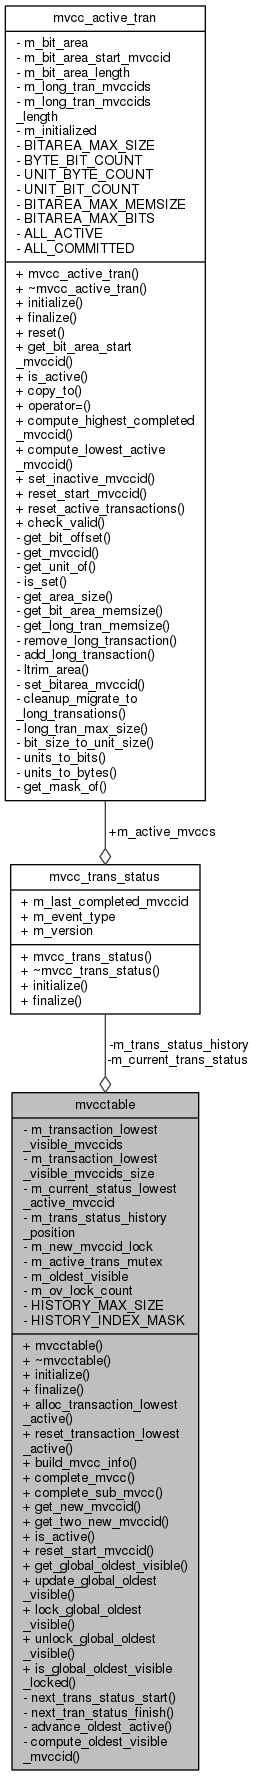 mvcc_active_tran
- m_bit_area
- m_bit_area_start_mvccid
- m_bit_area_length
- m_long_tran_mvccids
- m_long_tran_mvccids
_length
- m_initialized
- BITAREA_MAX_SIZE
- BYTE_BIT_COUNT
- UNIT_BYTE_COUNT
- UNIT_BIT_COUNT
- BITAREA_MAX_MEMSIZE
- BITAREA_MAX_BITS
- ALL_ACTIVE
- ALL_COMMITTED
+ mvcc_active_tran()
+ ~mvcc_active_tran()
+ initialize()
+ finalize()
+ reset()
+ get_bit_area_start
_mvccid()
+ is_active()
+ copy_to()
+ operator=()
+ compute_highest_completed
_mvccid()
+ compute_lowest_active
_mvccid()
+ set_inactive_mvccid()
+ reset_start_mvccid()
+ reset_active_transactions()
+ check_valid()
- get_bit_offset()
- get_mvccid()
- get_unit_of()
- is_set()
- get_area_size()
- get_bit_area_memsize()
- get_long_tran_memsize()
- remove_long_transaction()
- add_long_transaction()
- ltrim_area()
- set_bitarea_mvccid()
- cleanup_migrate_to
_long_transations()
- long_tran_max_size()
- bit_size_to_unit_size()
- units_to_bits()
- units_to_bytes()
- get_mask_of()
+m_active_mvccs
mvcc_trans_status
+ m_last_completed_mvccid
+ m_event_type
+ m_version
+ mvcc_trans_status()
+ ~mvcc_trans_status()
+ initialize()
+ finalize()
-m_trans_status_history
-m_current_trans_status
mvcctable
- m_transaction_lowest
_visible_mvccids
- m_transaction_lowest
_visible_mvccids_size
- m_current_status_lowest
_active_mvccid
- m_trans_status_history
_position
- m_new_mvccid_lock
- m_active_trans_mutex
- m_oldest_visible
- m_ov_lock_count
- HISTORY_MAX_SIZE
- HISTORY_INDEX_MASK
+ mvcctable()
+ ~mvcctable()
+ initialize()
+ finalize()
+ alloc_transaction_lowest
_active()
+ reset_transaction_lowest
_active()
+ build_mvcc_info()
+ complete_mvcc()
+ complete_sub_mvcc()
+ get_new_mvccid()
+ get_two_new_mvccid()
+ is_active()
+ reset_start_mvccid()
+ get_global_oldest_visible()
+ update_global_oldest
_visible()
+ lock_global_oldest
_visible()
+ unlock_global_oldest
_visible()
+ is_global_oldest_visible
_locked()
- next_trans_status_start()
- next_tran_status_finish()
- advance_oldest_active()
- compute_oldest_visible
_mvccid()